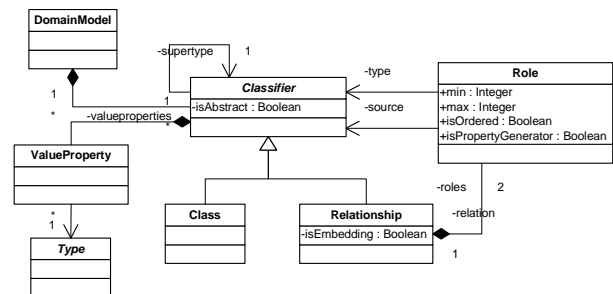 DomainModel
-supertype
1
Classifier
-isAbstract : Boolean
-type
-source
Role
+min : Integer
+max : Integer
+isOrdered : Boolean
+isPropertyGenerator : Boolean
1
*
1
-valueproperties
*
ValueProperty
*
1
Type
Class
Relationship
-isEmbedding : Boolean
-roles
2
-relation
1